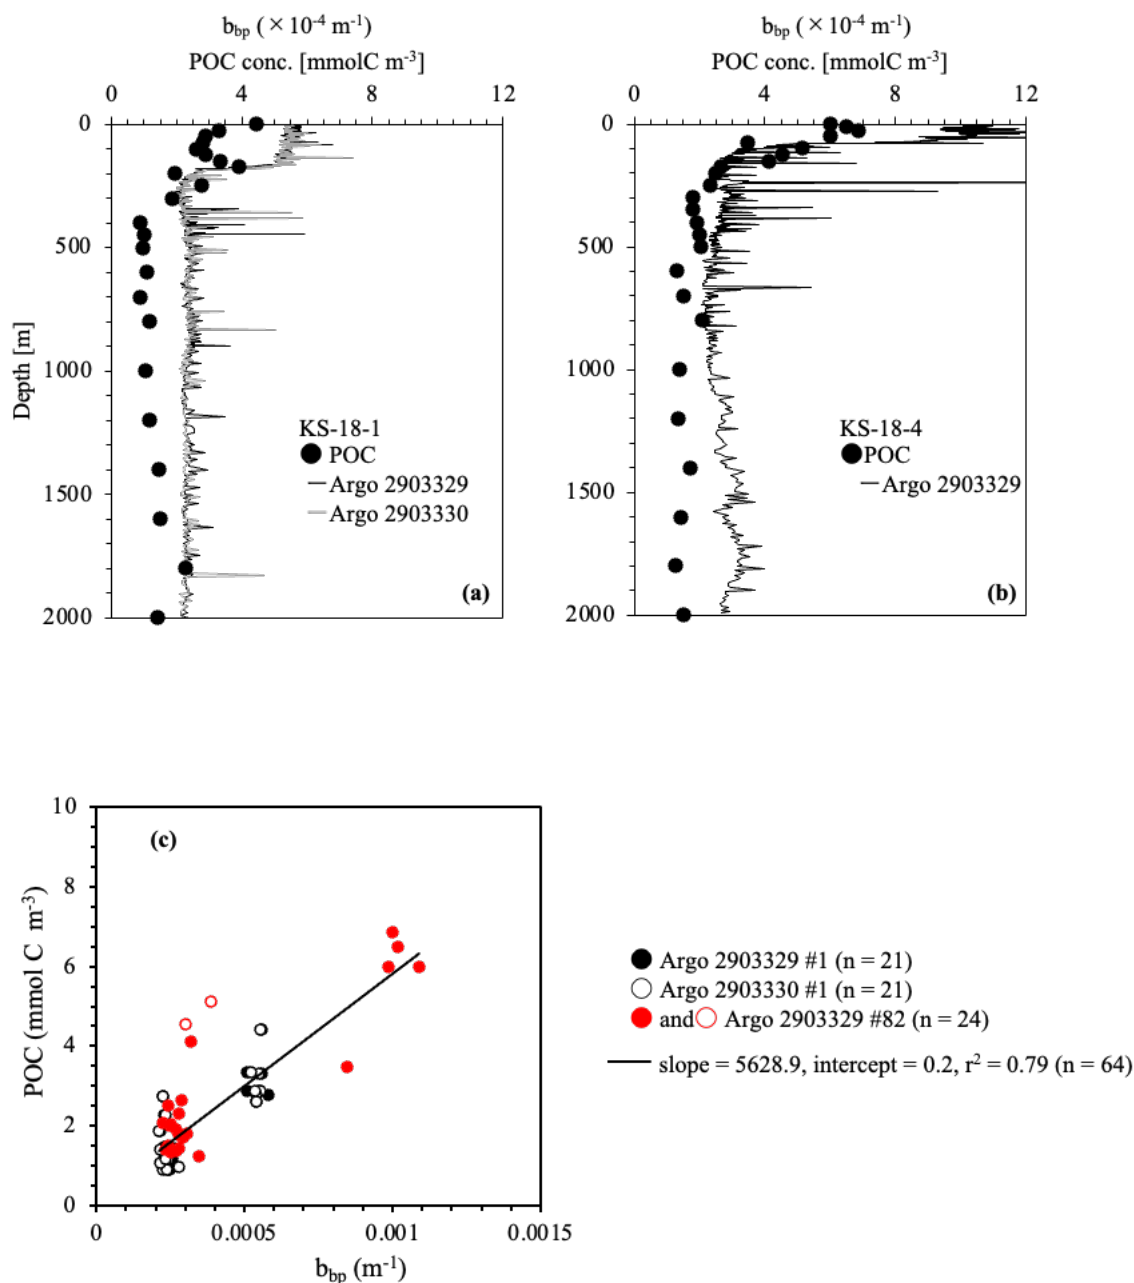 b_bp ( × 10⁻⁴ m⁻¹)
POC conc. [mmolC m⁻³]
0 4 8 12
0
500
1000
1500
2000
Depth [m]
KS-18-1
POC
Argo 2903329
Argo 2903330
(a)
b_bp ( × 10⁻⁴ m⁻¹)
POC conc. [mmolC m⁻³]
0 4 8 12
0
500
1000
1500
2000
KS-18-4
POC
Argo 2903329
(b)
10
8
6
4
2
0
POC (mmol C m⁻³)
(c)
0 0.0005 0.001 0.0015
b_bp (m⁻¹)
Argo 2903329 #1 (n = 21)
Argo 2903330 #1 (n = 21)
and Argo 2903329 #82 (n = 24)
slope = 5628.9, intercept = 0.2, r² = 0.79 (n = 64)